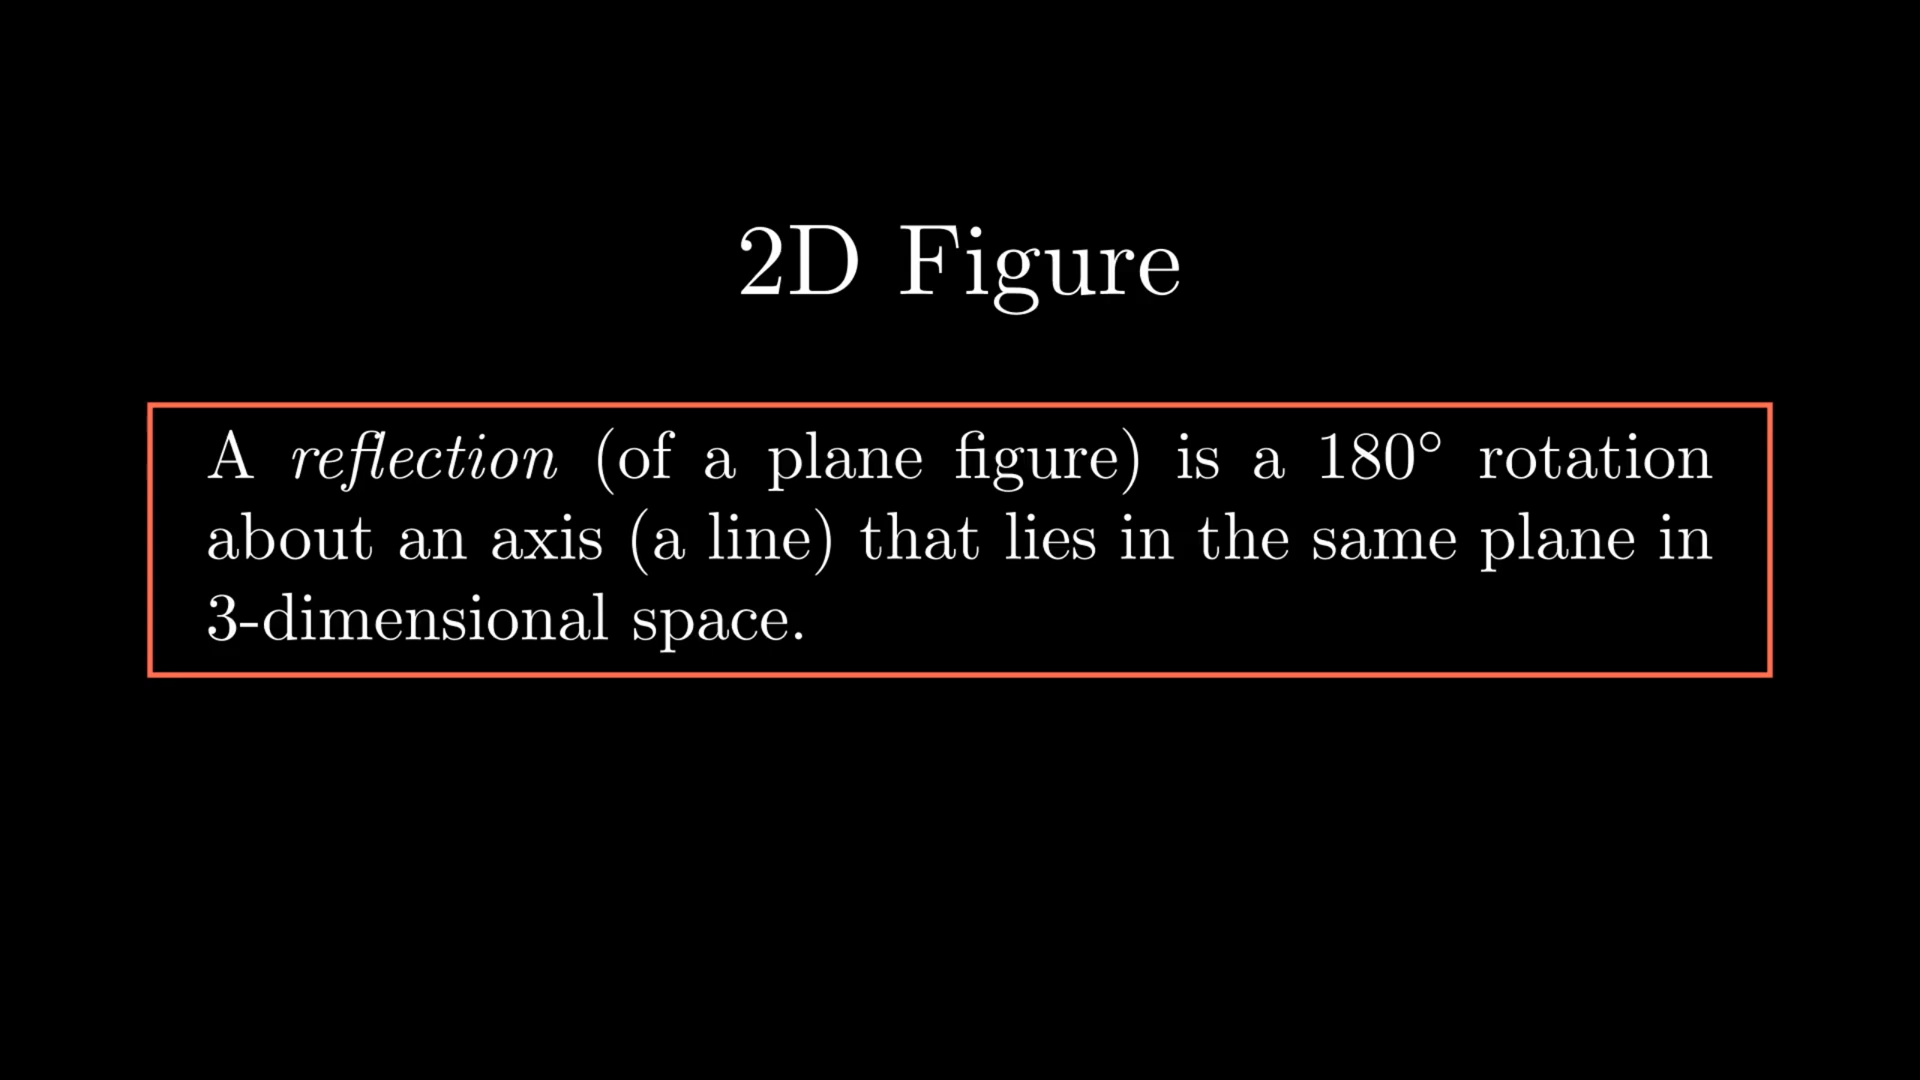 2D Figure
A reflection (of a plane figure) is a 180° rotation
about an axis (a line) that lies in the same plane in
3-dimensional space.